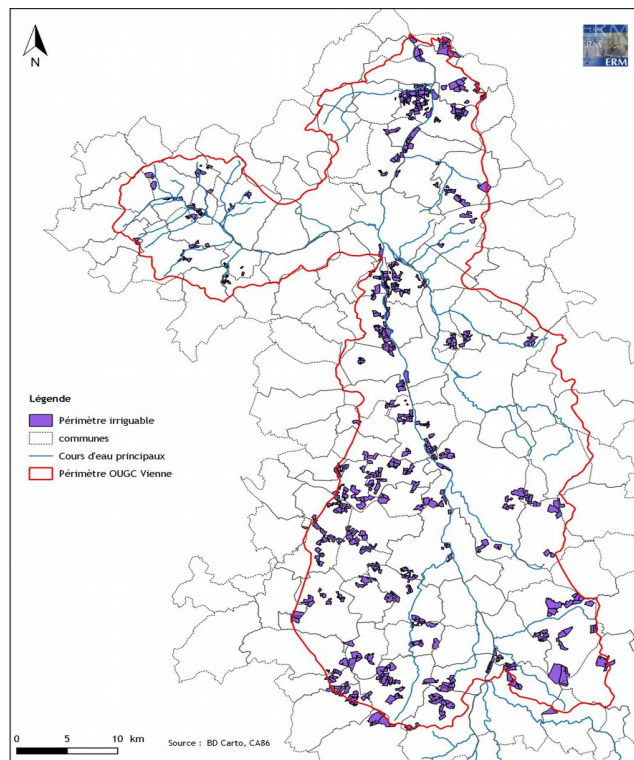 N
ERM
Légende
Périmètre irriguable
communes
Cours d'eau principaux
Périmètre OUGC Vienne
0 5 10 km
Source : BD Carto, CA86